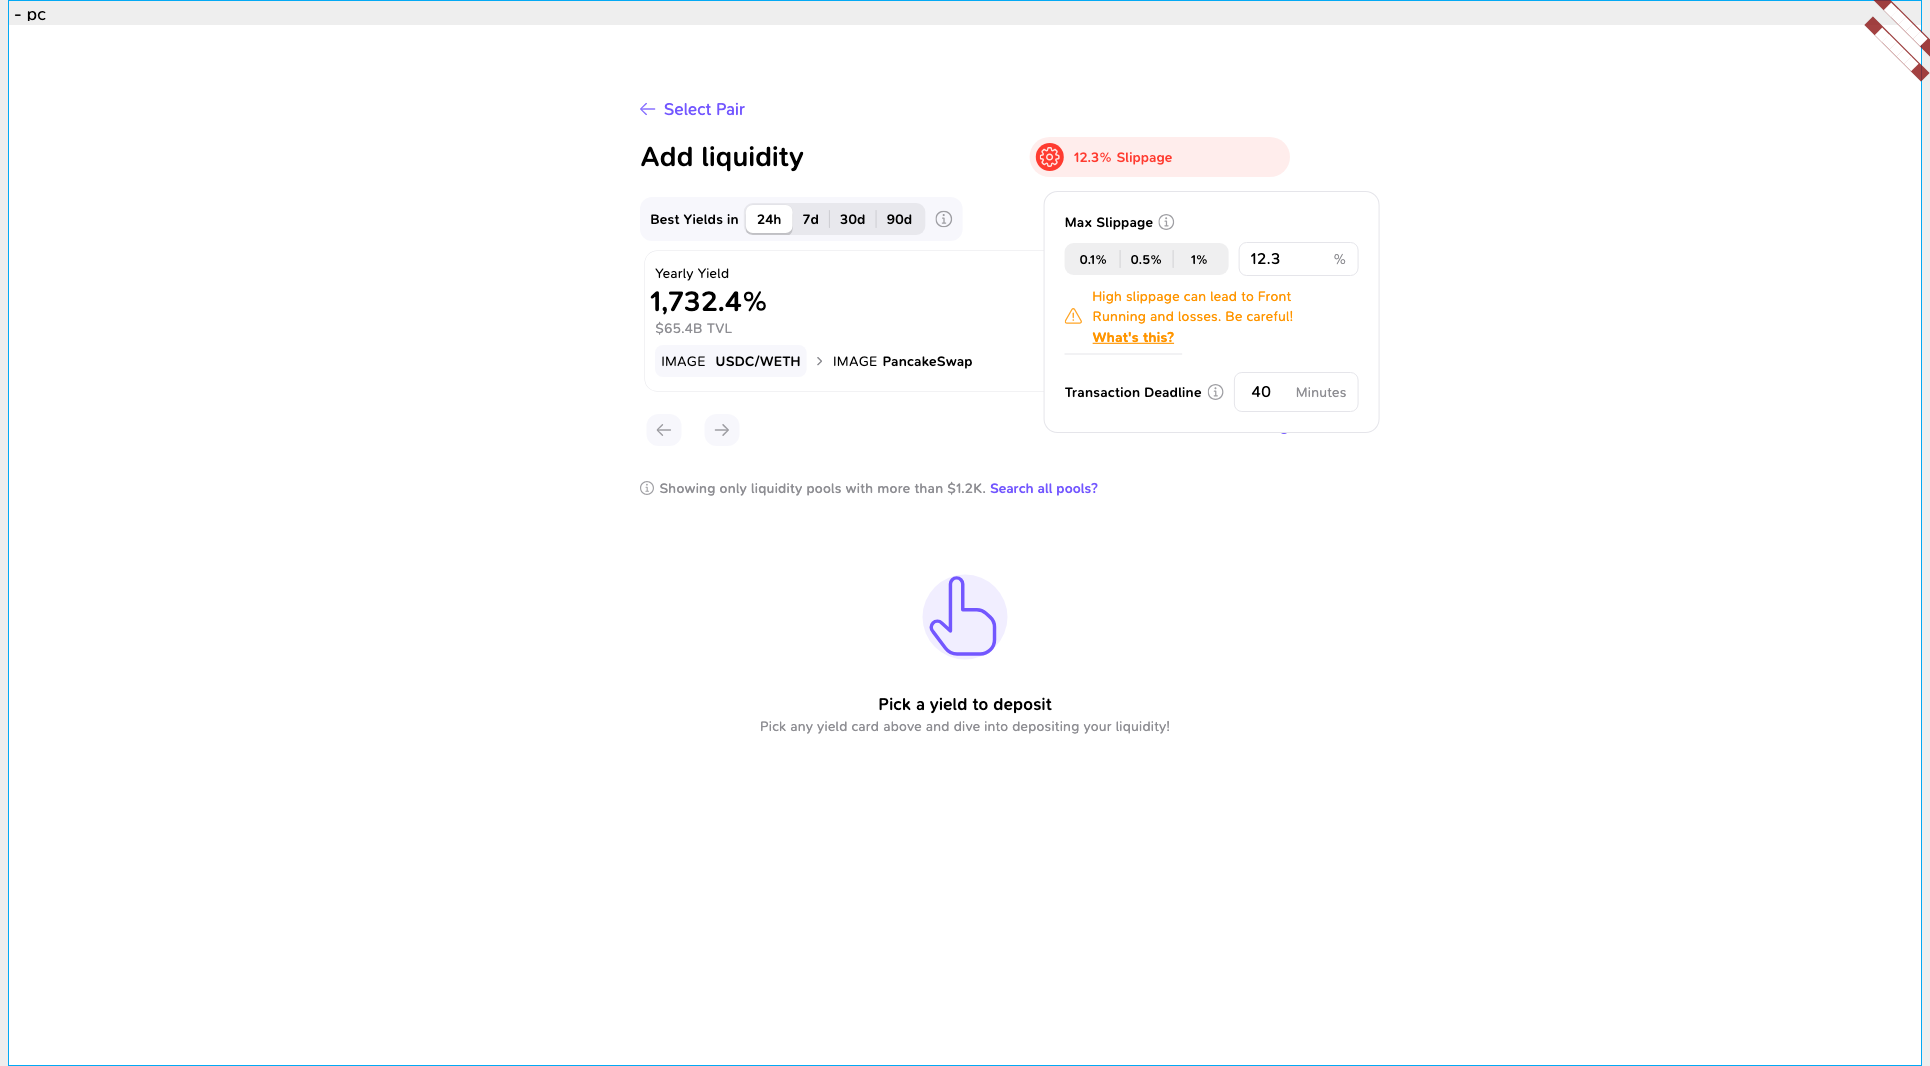 - pc
Select Pair
Add liquidity
12.3% Slippage
Best Yields in 24h 7d 30d 90d
Max Slippage
0.1% 0.5% 1% 12.3 %
High slippage can lead to Front
Running and losses. Be careful!
What's this?
Transaction Deadline 40 Minutes
Yearly Yield
1,732.4%
$65.4B TVL
IMAGE USDC/WETH > IMAGE PancakeSwap
Showing only liquidity pools with more than $1.2K. Search all pools?
Pick a yield to deposit
Pick any yield card above and dive into depositing your liquidity!